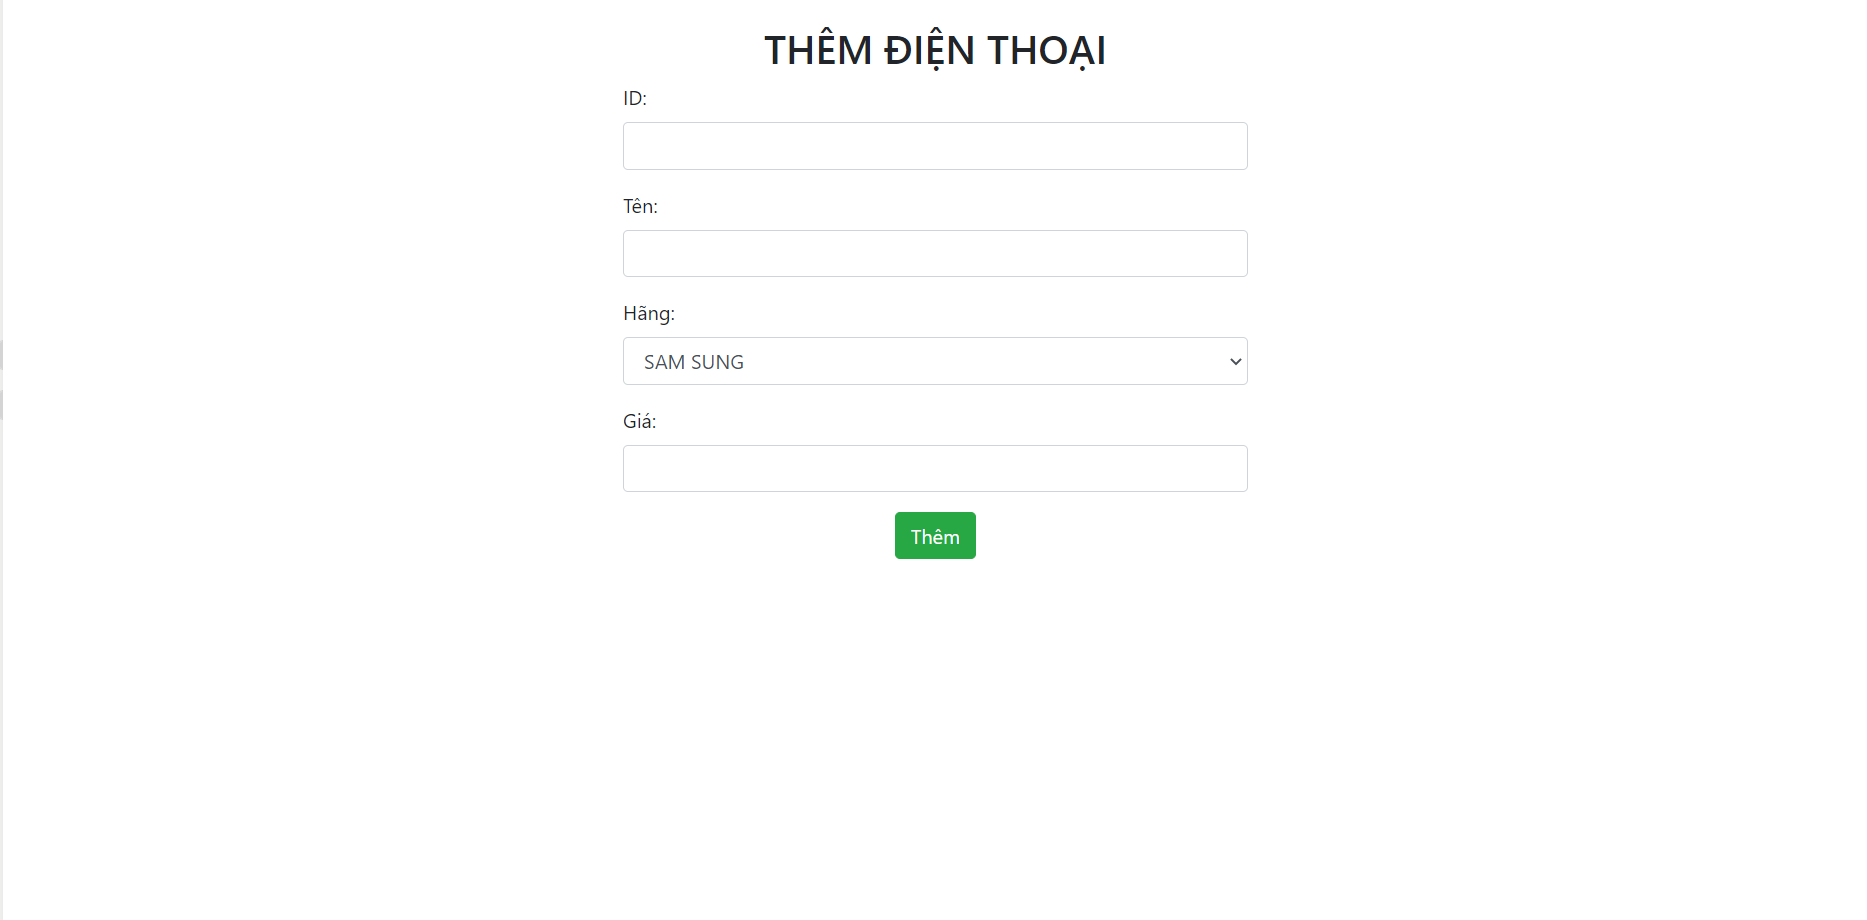 THÊM ĐIỆN THOẠI
ID:
Tên:
Hãng:
SAM SUNG
Giá:
Thêm